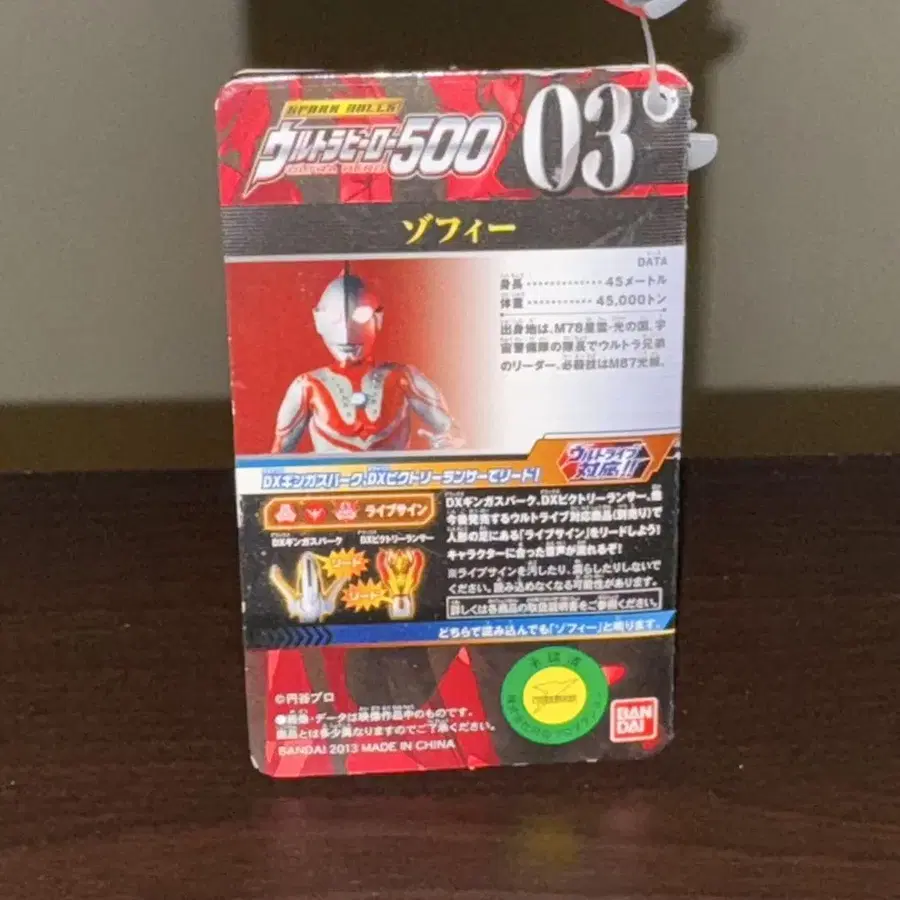 SPARK DOLLS
ウルトラヒーロー500
ULTRA HERO
03
ゾフィー
DATA
身長 ············ 45メートル
体重 ············ 45,000トン
出身地は、M78星雲・光の国。宇
宙警備隊の隊長でウルトラ兄弟
のリーダー。必殺技はM87光線。
DXギンガスパーク、DXビクトリーランサーでリード!
ウルトライブ
対応!!
ライブサイン
DXギンガスパーク
DXビクトリーランサー
リード
リード
DXギンガスパーク、DXビクトリーランサー、他
今後発売するウルトライブ対応商品(別売り)で
人形の足にある「ライブサイン」をリードしよう!
キャラクターに合った音声が流れるぞ!
※ライブサインを汚したり、濡らしたりしないで
ください。読み込めなくなる可能性があります。
詳しくは各商品の取扱説明書をご参照ください。
どちらで読み込んでも「ゾフィー」と鳴ります。
©円谷プロ
●画像・データは映像作品中のものです。
商品とは多少異なりますのでご了承ください。
BANDAI 2013 MADE IN CHINA
BAN
DAI